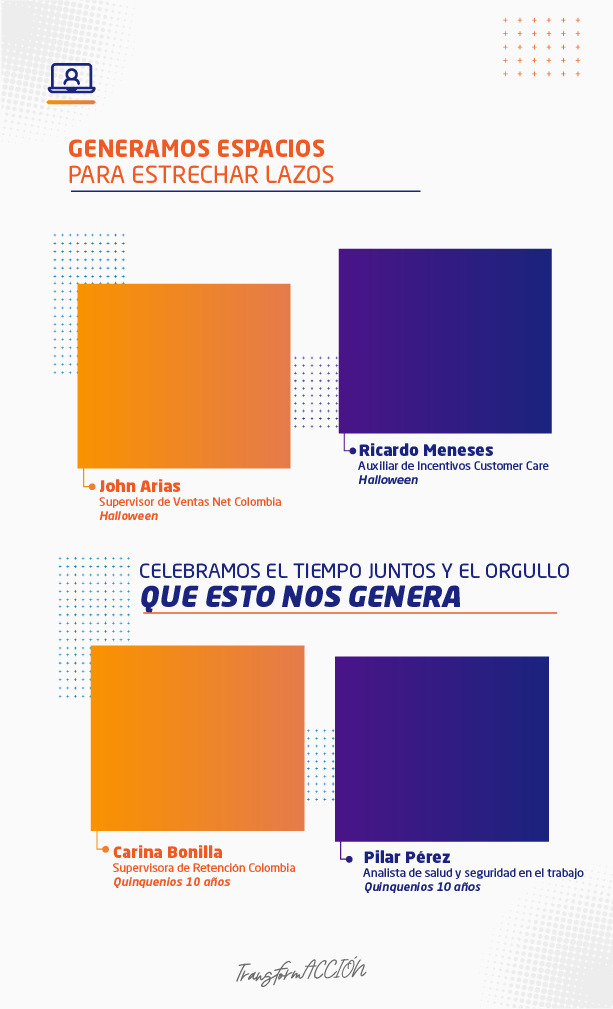 GENERAMOS ESPACIOS
PARA ESTRECHAR LAZOS
Ricardo Meneses
Auxiliar de Incentivos Customer Care
Halloween
John Arias
Supervisor de Ventas Net Colombia
Halloween
CELEBRAMOS EL TIEMPO JUNTOS Y EL ORGULLO
QUE ESTO NOS GENERA
Carina Bonilla
Supervisora de Retención Colombia
Quinquenios 10 años
Pilar Pérez
Analista de salud y seguridad en el trabajo
Quinquenios 10 años
TransformACCIÓN